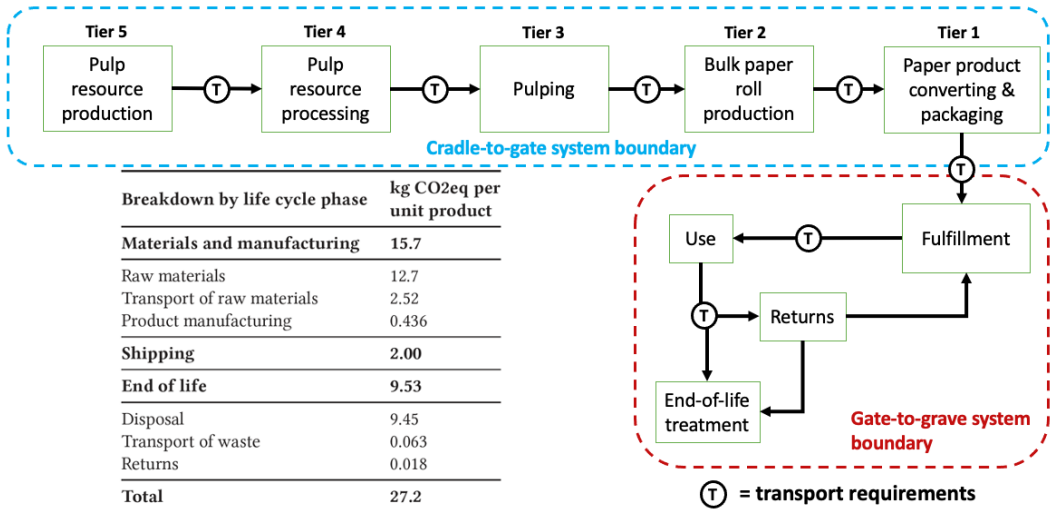 Tier 5
Tier 4
Tier 3
Tier 2
Tier 1
Pulp
resource
production
T
Pulp
resource
processing
T
Pulping
T
Bulk paper
roll
production
T
Paper product
converting &
packaging
Cradle-to-gate system boundary
T
Breakdown by life cycle phase
kg CO2eq per
unit product
Materials and manufacturing 15.7
Raw materials 12.7
Transport of raw materials 2.52
Product manufacturing 0.436
Shipping 2.00
End of life 9.53
Disposal 9.45
Transport of waste 0.063
Returns 0.018
Total 27.2
Use
T
Fulfillment
T
Returns
End-of-life
treatment
Gate-to-grave system
boundary
T = transport requirements